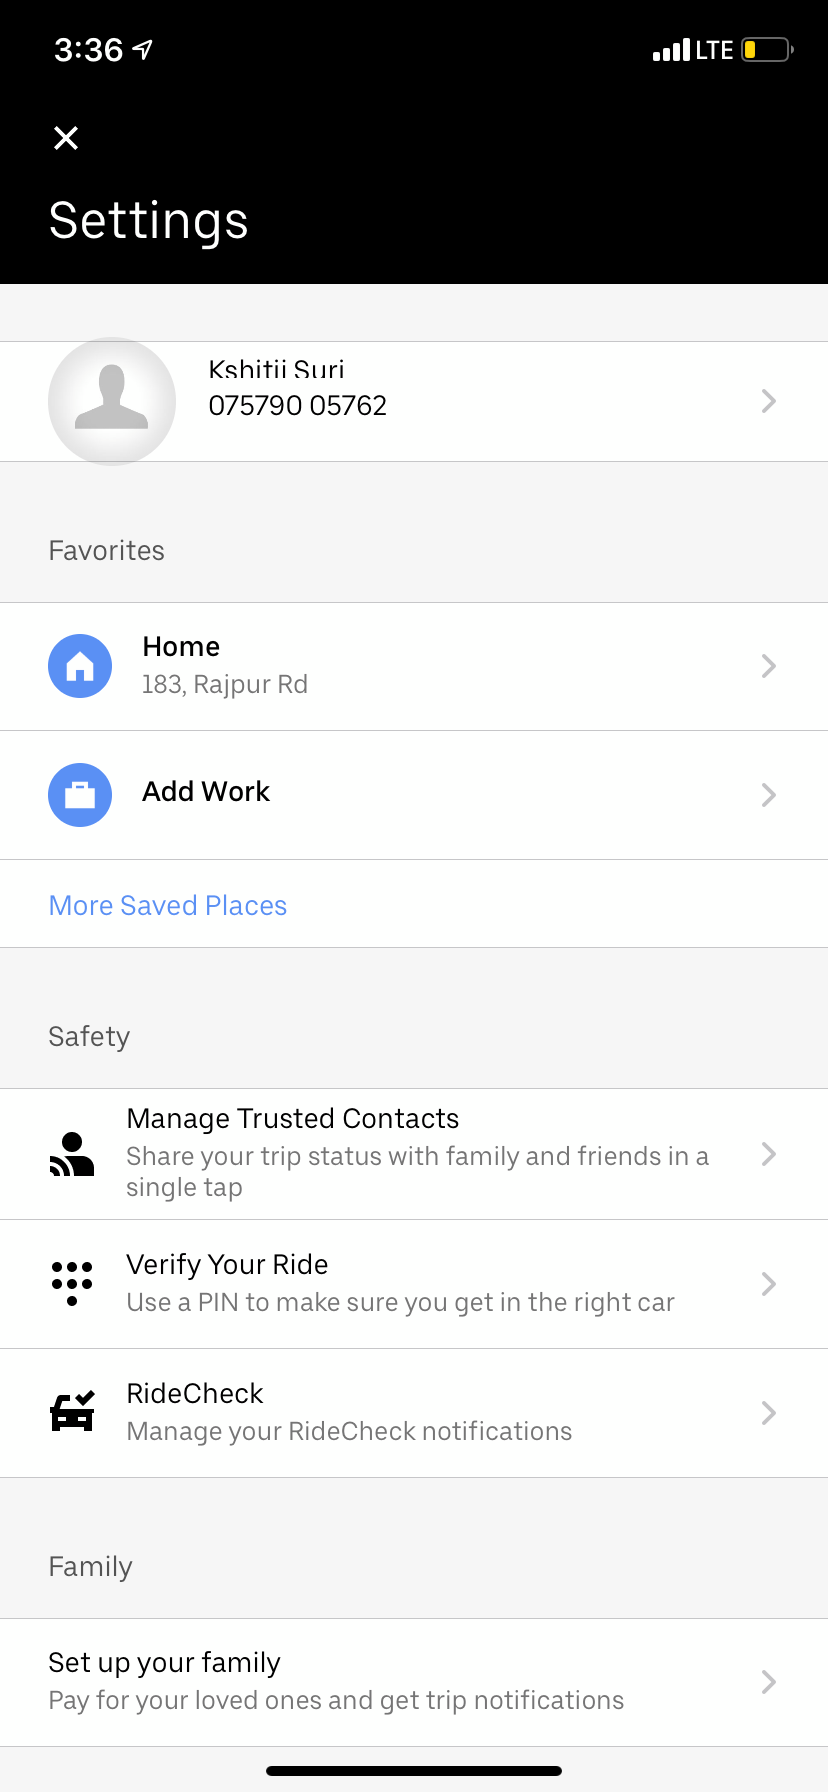 3:36
LTE
Settings
Kshitij Suri
075790 05762
Favorites
Home
183, Rajpur Rd
Add Work
More Saved Places
Safety
Manage Trusted Contacts
Share your trip status with family and friends in a
single tap
Verify Your Ride
Use a PIN to make sure you get in the right car
RideCheck
Manage your RideCheck notifications
Family
Set up your family
Pay for your loved ones and get trip notifications